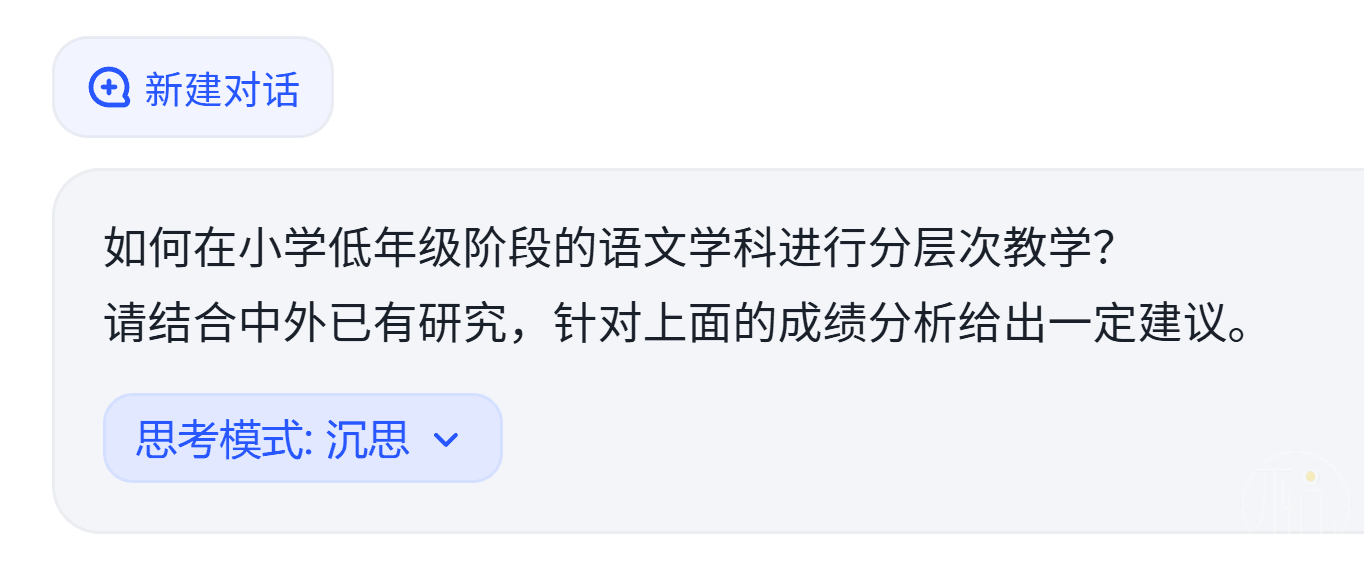 新建对话
如何在小学低年级阶段的语文学科进行分层次教学？
请结合中外已有研究，针对上面的成绩分析给出一定建议。
思考模式: 沉思